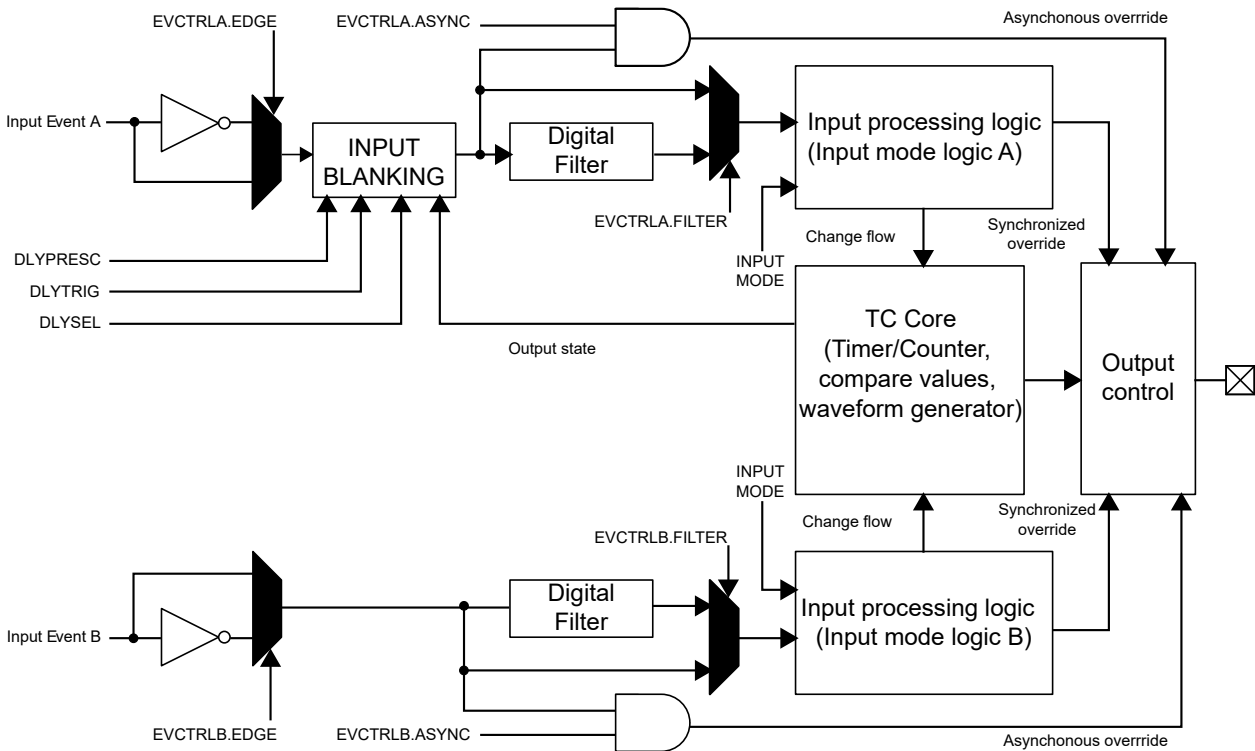 EVCTRLA.EDGE
EVCTRLA.ASYNC
Asynchonous overrride
Input Event A
INPUT
BLANKING
Digital
Filter
Input processing logic
(Input mode logic A)
EVCTRLA.FILTER
Change flow
Synchronized
override
INPUT
MODE
DLYPRESC
DLYTRIG
DLYSEL
Output state
TC Core
(Timer/Counter,
compare values,
waveform generator)
Output
control
INPUT
MODE
Change flow
Synchronized
override
EVCTRLB.FILTER
Digital
Filter
Input processing logic
(Input mode logic B)
Input Event B
EVCTRLB.EDGE
EVCTRLB.ASYNC
Asynchonous overrride